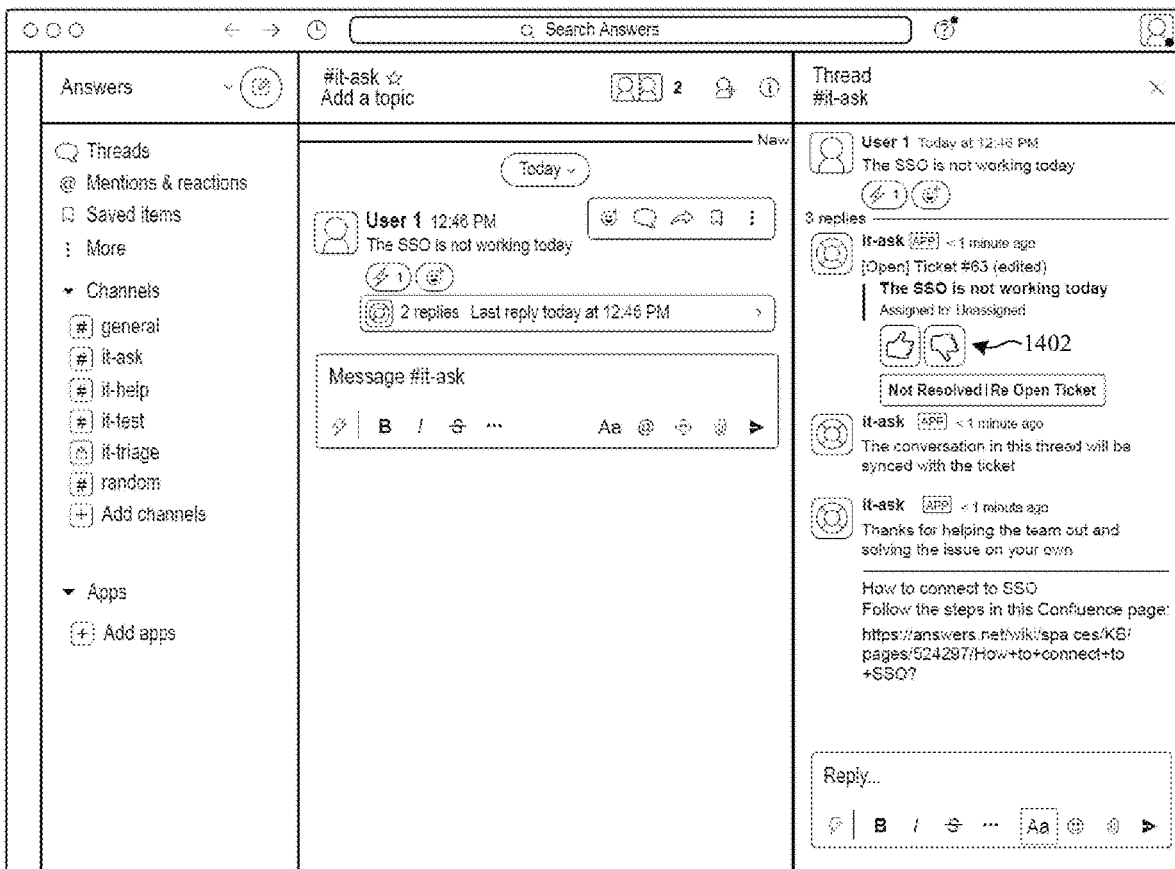 Search Answers
Answers
#it-ask
Add a topic
2
Thread
#it-ask
Threads
@ Mentions & reactions
Saved items
More
Channels
# general
# it-ask
# it-help
# it-test
it-triage
# random
+ Add channels
Apps
+ Add apps
New
Today
User 1 12:46 PM
The SSO is not working today
1
2 replies Last reply today at 12:46 PM
Message #it-ask
B I S ... Aa @
User 1 Today at 12:46 PM
The SSO is not working today
1
3 replies
it-ask APP < 1 minute ago
[Open] Ticket #63 (edited)
The SSO is not working today
Assigned to: Unassigned
1402
Not Resolved|Re Open Ticket
it-ask APP < 1 minute ago
The conversation in this thread will be
synced with the ticket
it-ask APP < 1 minute ago
Thanks for helping the team out and
solving the issue on your own
How to connect to SSO
Follow the steps in this Confluence page:
https://answers.net/wiki/spa ces/KB/
pages/524297/How+to+connect+to
+SSO?
Reply...
B I S ... Aa